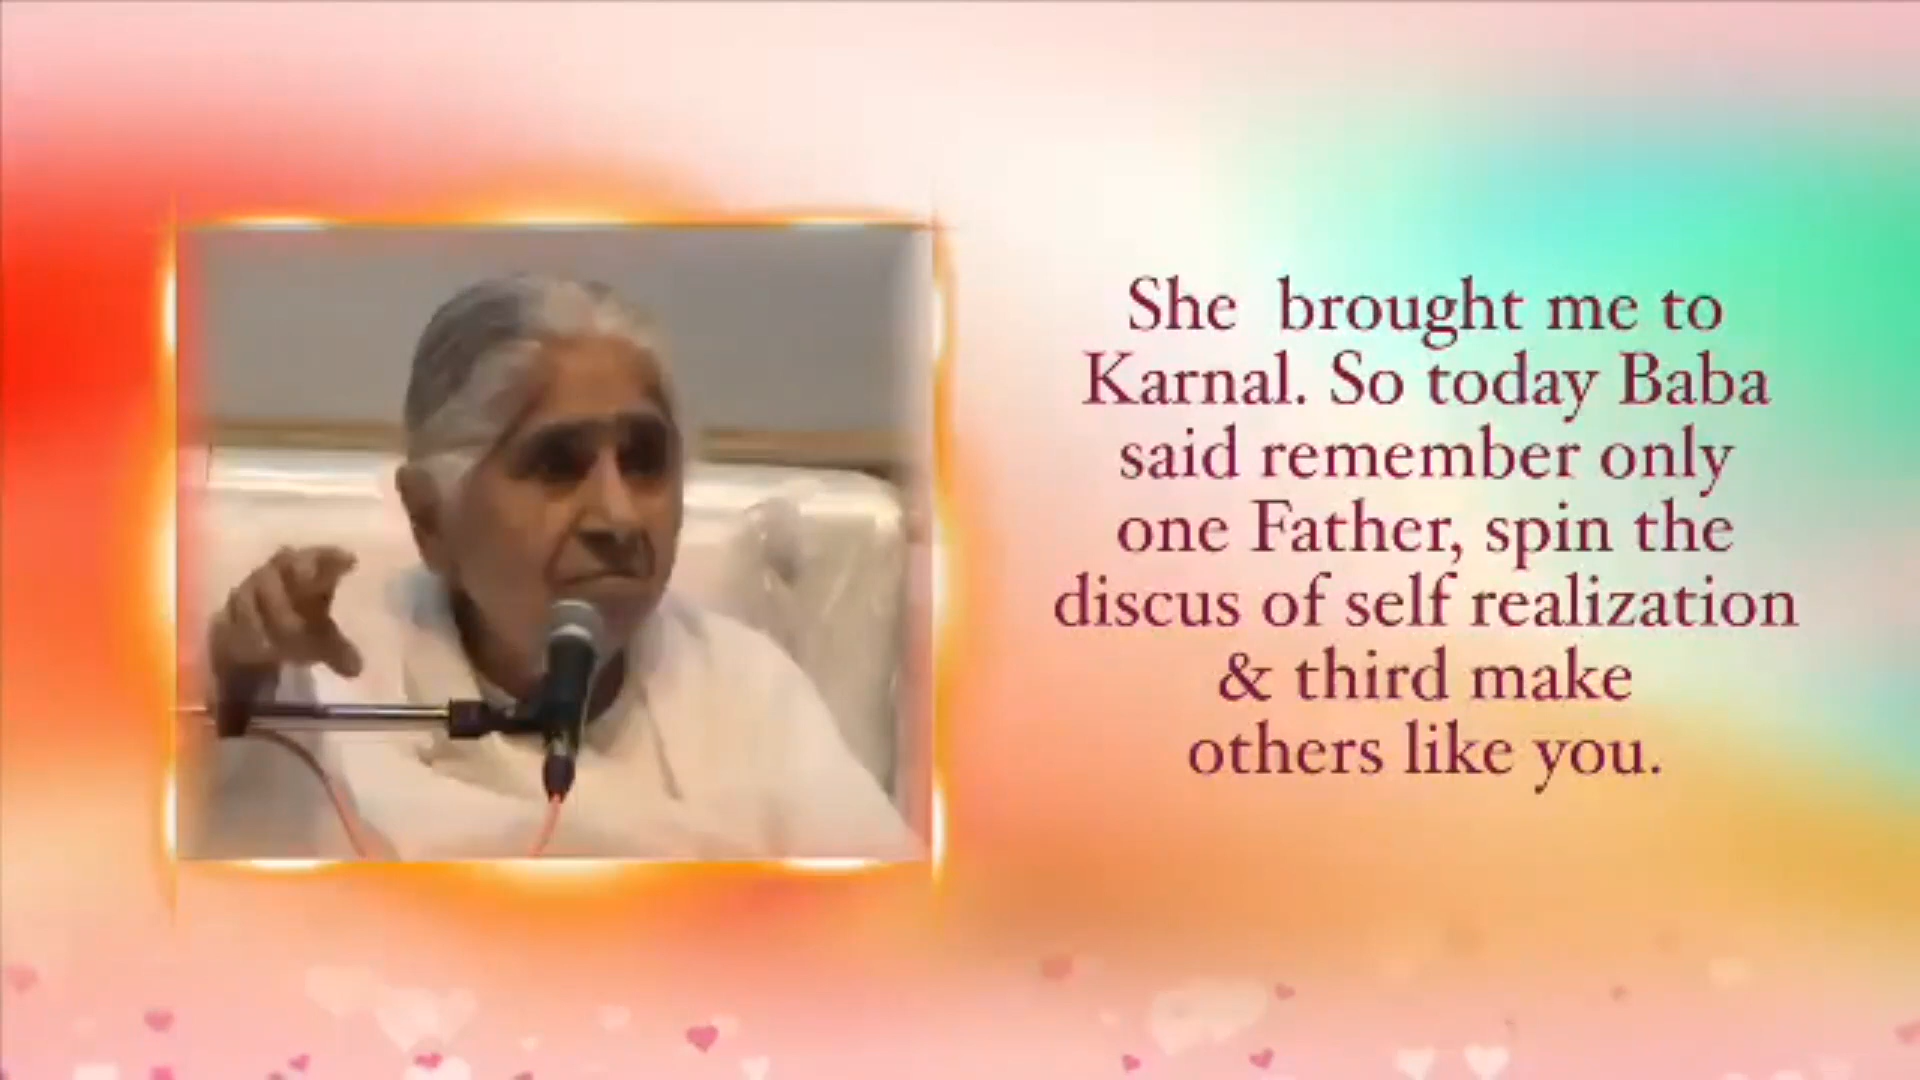 She brought me to
Karnal. So today Baba
said remember only
one Father, spin the
discus of self realization
& third make
others like you.